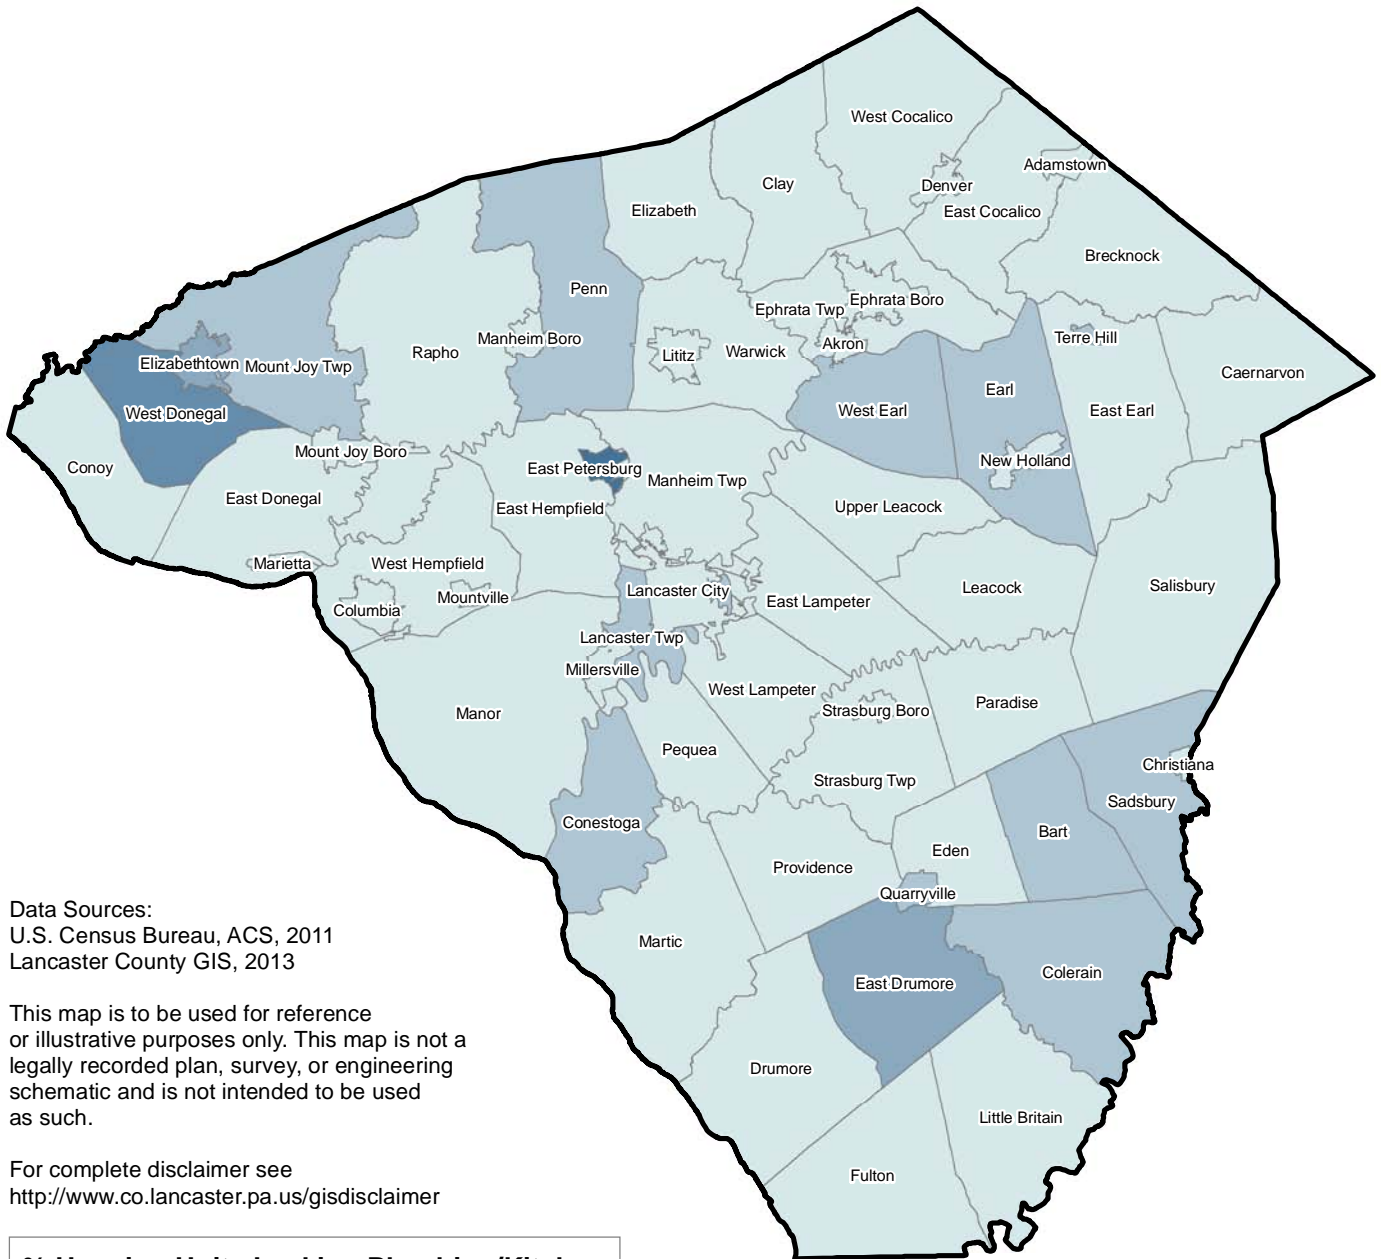 West Cocalico
Adamstown
Clay
Denver
Elizabeth
East Cocalico
Brecknock
Penn
Ephrata Twp
Ephrata Boro
Manheim Boro
Terre Hill
Akron
Lititz
Warwick
Rapho
Elizabethtown
Mount Joy Twp
Caernarvon
Earl
West Earl
East Earl
West Donegal
Mount Joy Boro
New Holland
Conoy
East Petersburg
Manheim Twp
East Donegal
East Hempfield
Upper Leacock
Marietta
West Hempfield
Leacock
Salisbury
Lancaster City
Mountville
East Lampeter
Columbia
Lancaster Twp
Millersville
West Lampeter
Paradise
Strasburg Boro
Manor
Pequea
Christiana
Strasburg Twp
Sadsbury
Conestoga
Bart
Eden
Providence
Quarryville
Martic
Colerain
East Drumore
Drumore
Little Britain
Fulton
Data Sources:
U.S. Census Bureau, ACS, 2011
Lancaster County GIS, 2013
This map is to be used for reference
or illustrative purposes only. This map is not a
legally recorded plan, survey, or engineering
schematic and is not intended to be used
as such.
For complete disclaimer see
http://www.co.lancaster.pa.us/gisdisclaimer